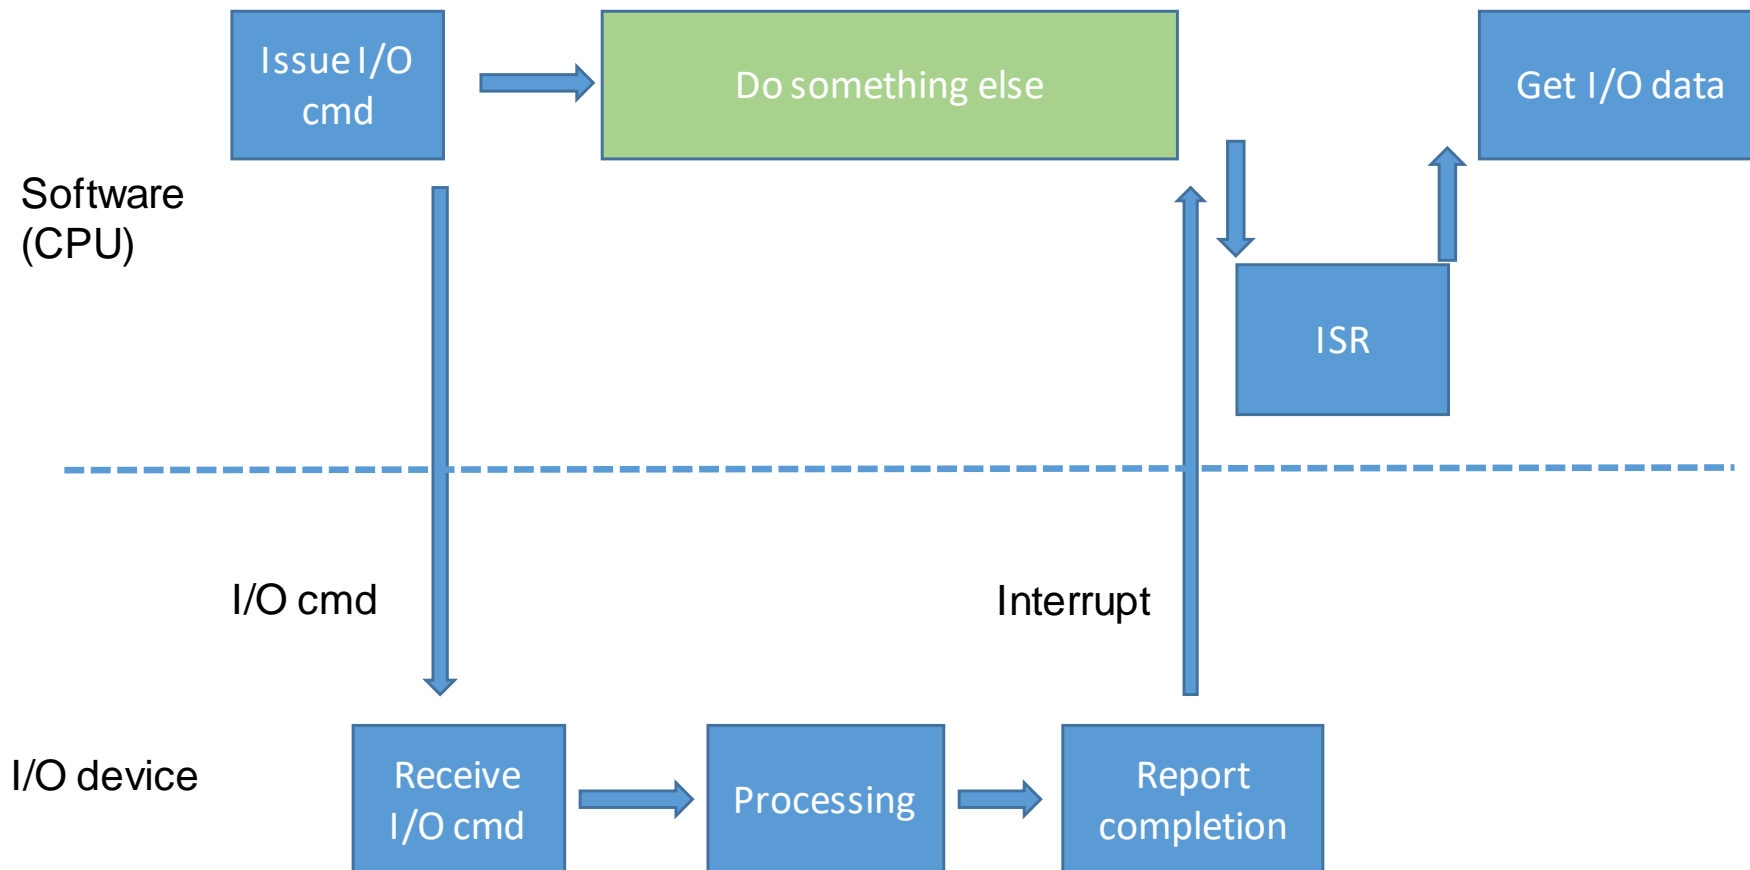 Issue I/O
cmd
Do something else
Get I/O data
Software
(CPU)
ISR
I/O cmd
Interrupt
I/O device
Receive
I/O cmd
Processing
Report
completion